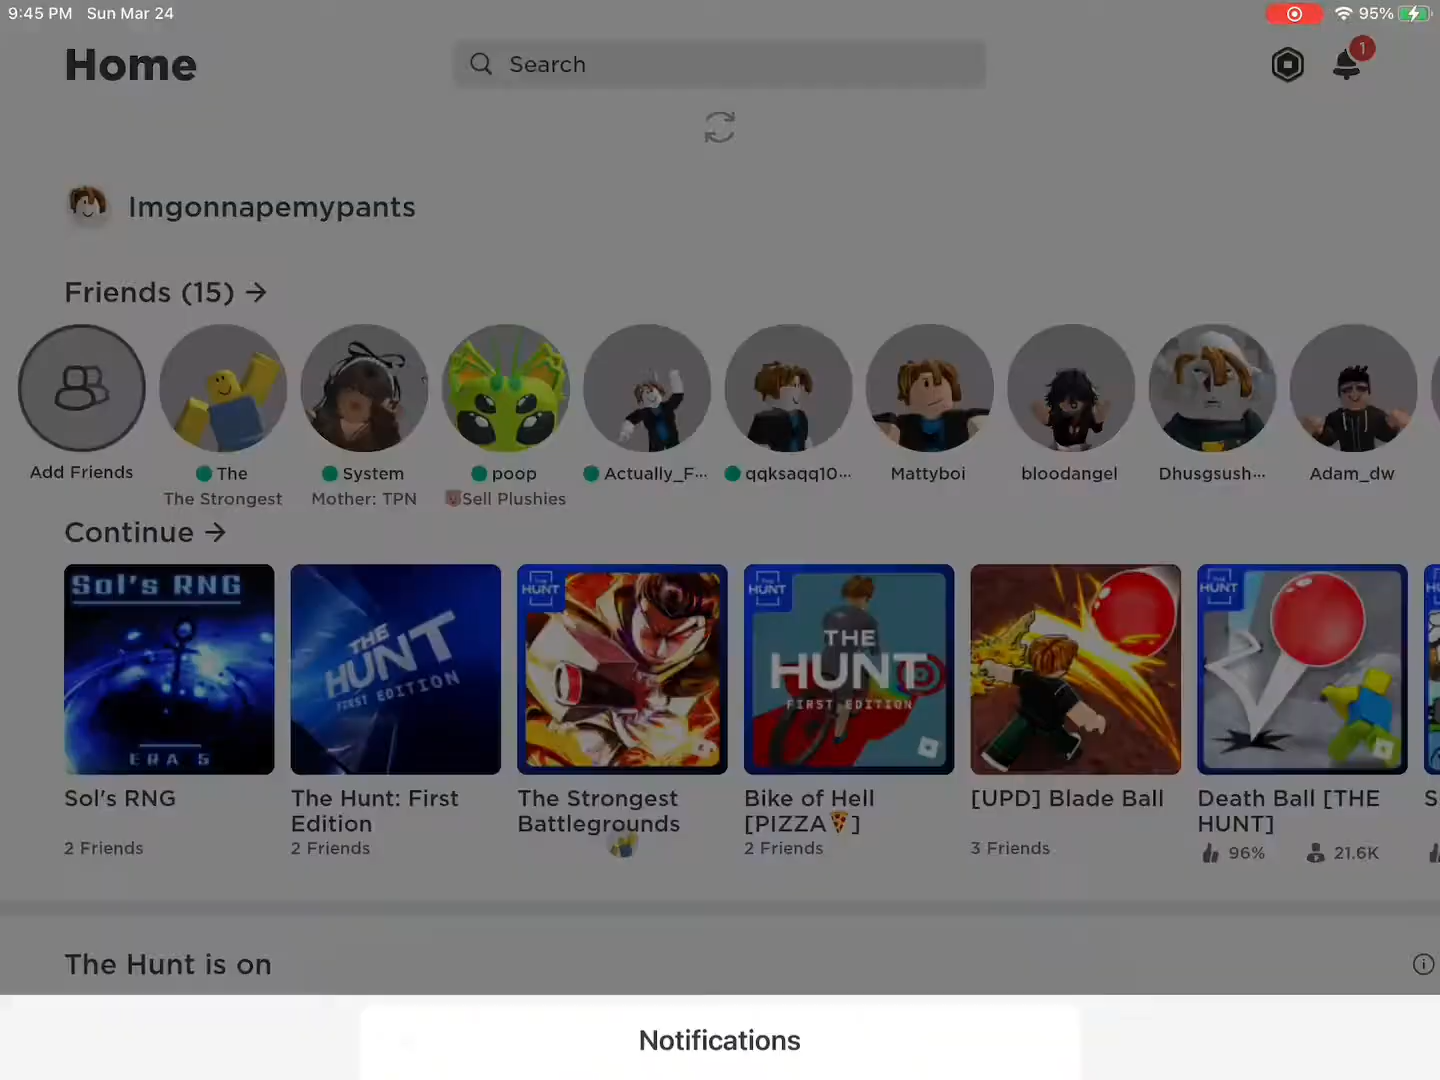 9:45 PM Sun Mar 24
95%
Home
Search
1
Imgonnapemypants
Friends (15)
Add Friends
The
The Strongest
System
Mother: TPN
poop
Sell Plushies
Actually_F...
qqksaqq10...
Mattyboi
bloodangel
Dhusgsush...
Adam_dw
Continue
Sol's RNG
ERA 5
THE
HUNT
FIRST EDITION
THE
HUNT
THE
HUNT
THE
HUNT
FIRST EDITION
THE
HUNT
Sol's RNG
2 Friends
The Hunt: First
Edition
2 Friends
The Strongest
Battlegrounds
Bike of Hell
[PIZZA🍕]
2 Friends
[UPD] Blade Ball
3 Friends
Death Ball [THE
HUNT]
96%
21.6K
S
The Hunt is on
Notifications